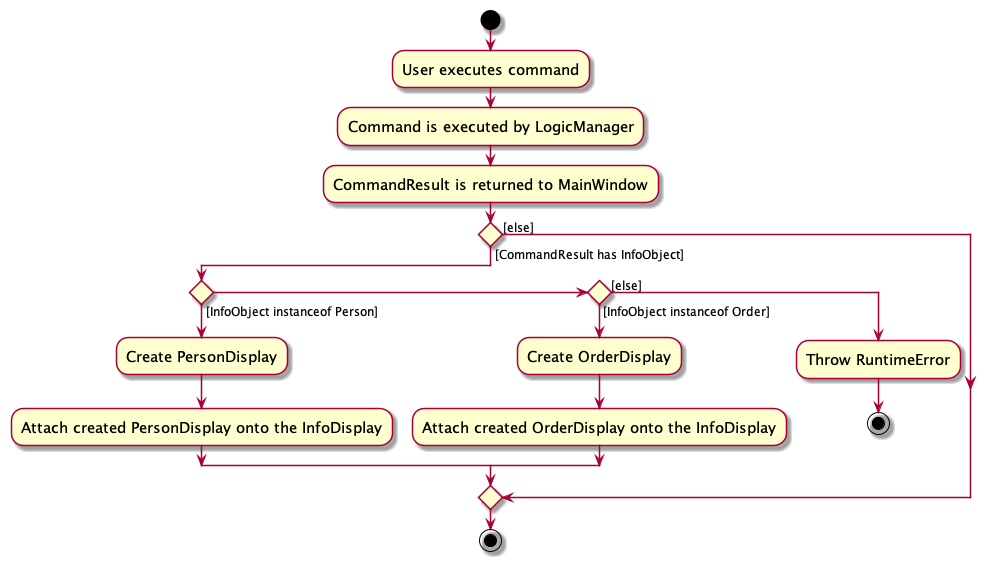 User executes command
Command is executed by LogicManager
CommandResult is returned to MainWindow
[else]
[CommandResult has InfoObject]
[else]
[InfoObject instanceof Person]
[InfoObject instanceof Order]
Create PersonDisplay
Create OrderDisplay
Throw RuntimeError
Attach created PersonDisplay onto the InfoDisplay
Attach created OrderDisplay onto the InfoDisplay